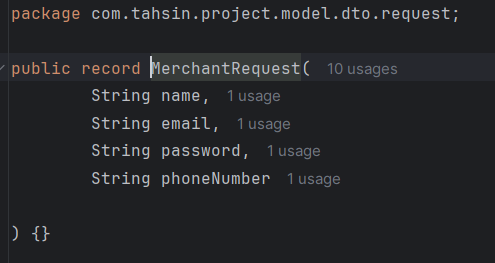 package com.tahsin.project.model.dto.request;
public record MerchantRequest( 10 usages
String name, 1 usage
String email, 1 usage
String password, 1 usage
String phoneNumber 1 usage
) {}